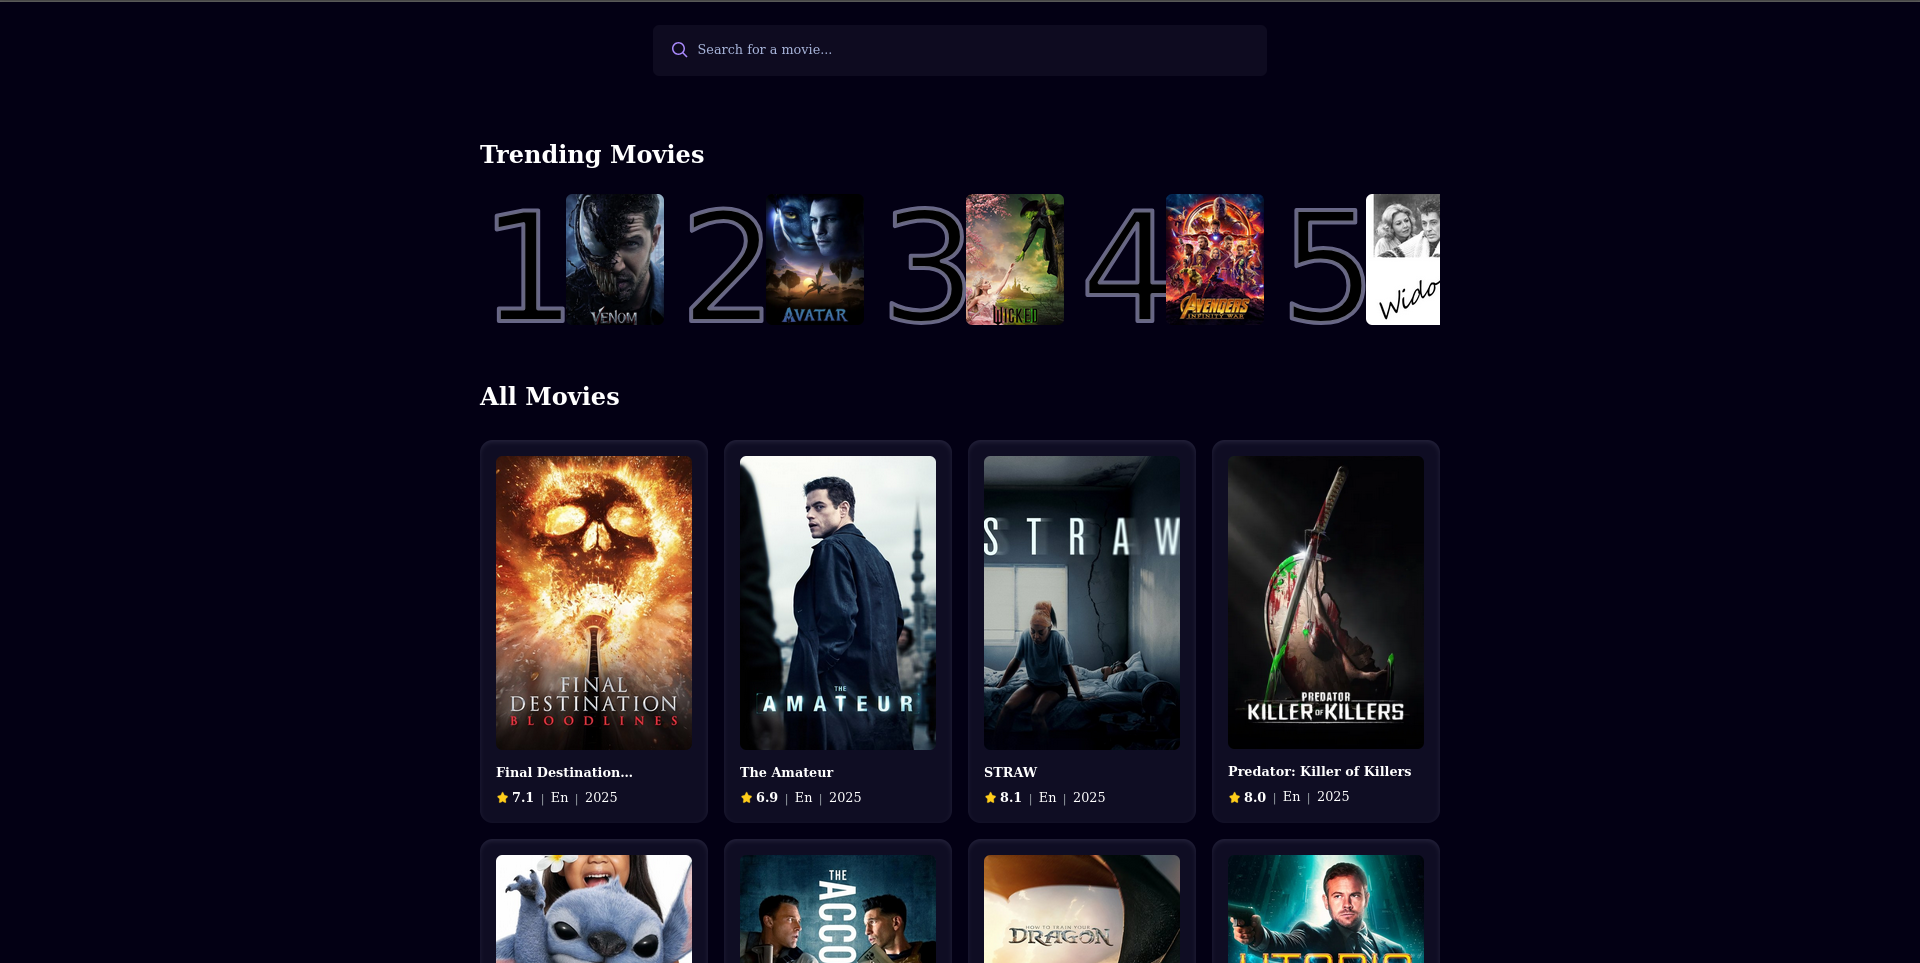 Search for a movie...
Trending Movies
1
VENOM
2
AVATAR
3
WICKED
4
AVENGERS
INFINITY WAR
5
Wido
All Movies
FINAL
DESTINATION
BLOODLINES
Final Destination...
7.1 | En | 2025
THE
AMATEUR
The Amateur
6.9 | En | 2025
STRAW
STRAW
8.1 | En | 2025
PREDATOR
KILLER OF KILLERS
Predator: Killer of Killers
8.0 | En | 2025
THE
ACCO
HOW TO TRAIN YOUR
DRAGON
UTOPIA